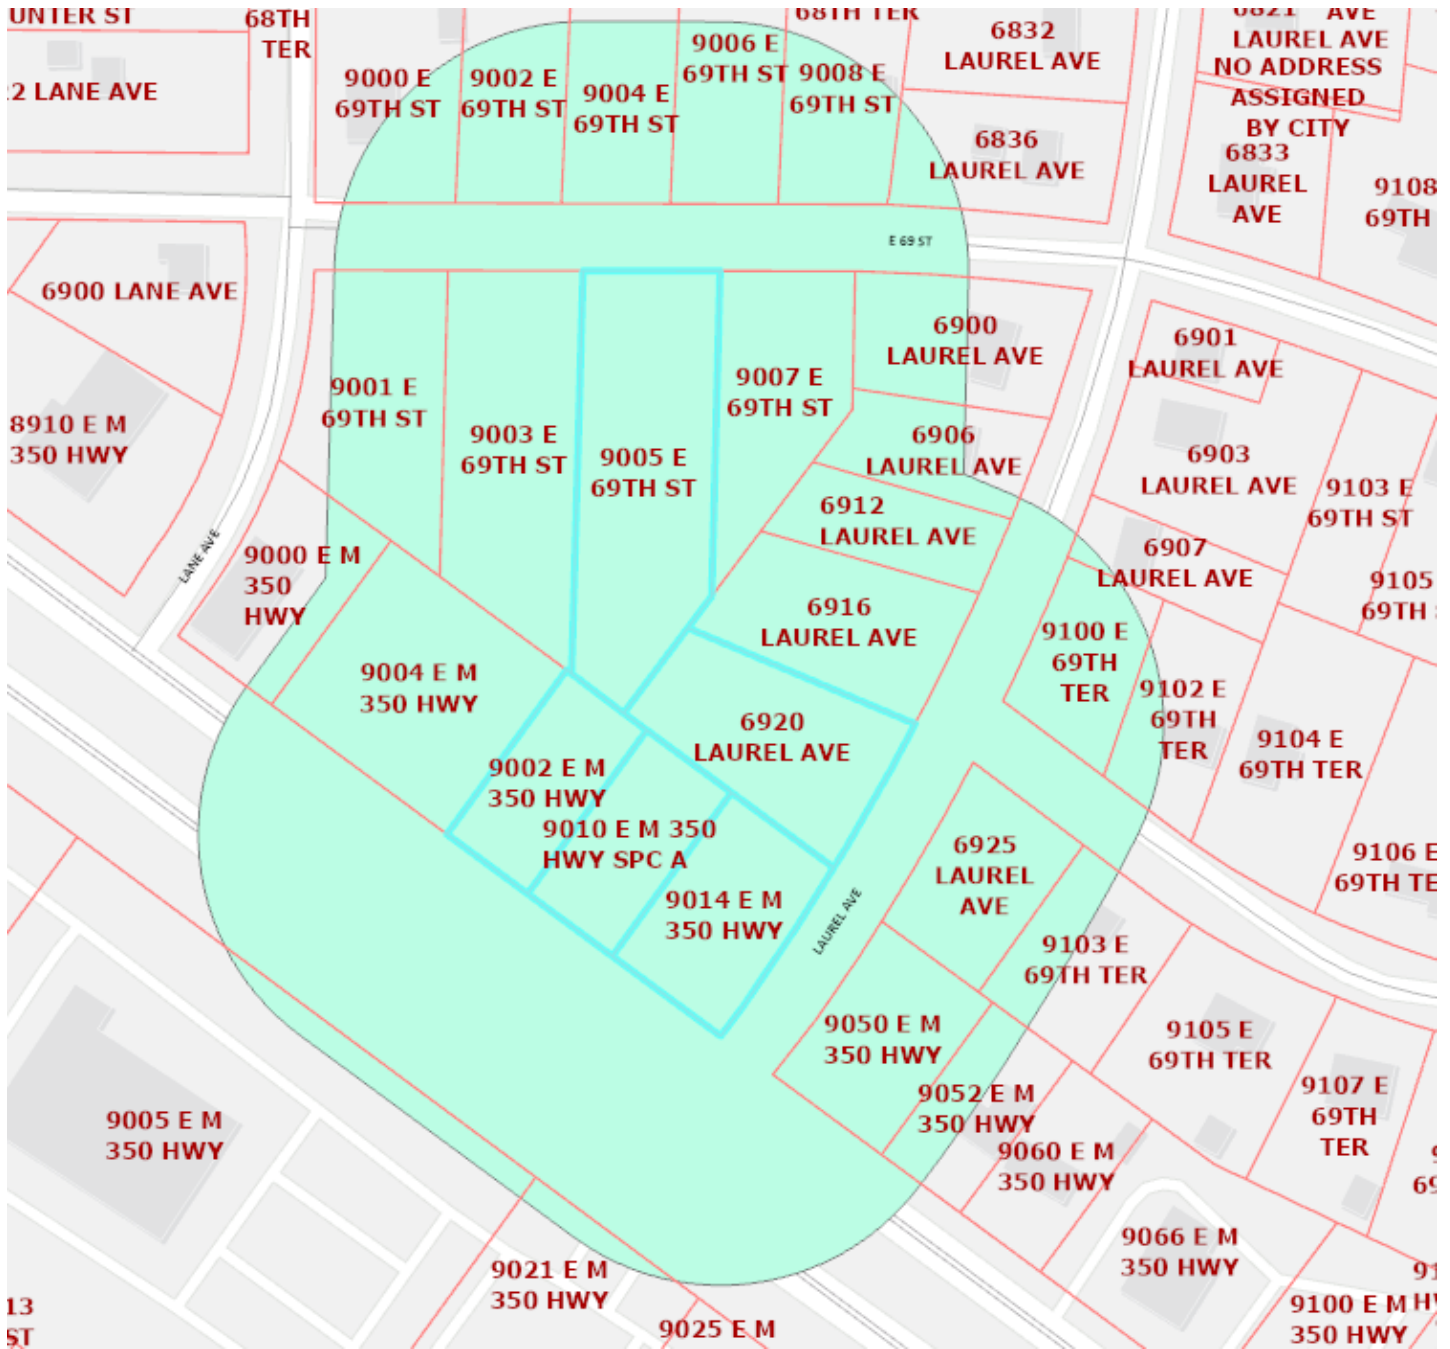 UNTER ST
68TH
TER
68TH TER
22 LANE AVE
9000 E
69TH ST
9002 E
69TH ST
9004 E
69TH ST
9006 E
69TH ST
9008 E
69TH ST
6832
LAUREL AVE
6836
LAUREL AVE
AVE
LAUREL AVE
NO ADDRESS
ASSIGNED
BY CITY
6833
LAUREL
AVE
9108
69TH
E 69 ST
6900 LANE AVE
8910 E M
350 HWY
LANE AVE
9001 E
69TH ST
9003 E
69TH ST
9005 E
69TH ST
9007 E
69TH ST
6900
LAUREL AVE
6906
LAUREL AVE
6912
LAUREL AVE
6916
LAUREL AVE
6920
LAUREL AVE
6901
LAUREL AVE
6903
LAUREL AVE
6907
LAUREL AVE
9103 E
69TH ST
9105
69TH
9000 E M
350
HWY
9004 E M
350 HWY
9002 E M
350 HWY
9010 E M 350
HWY SPC A
9014 E M
350 HWY
LAUREL AVE
9100 E
69TH
TER
9102 E
69TH
TER
9104 E
69TH TER
9106 E
69TH TE
6925
LAUREL
AVE
9103 E
69TH TER
9105 E
69TH TER
9107 E
69TH
TER
9050 E M
350 HWY
9052 E M
350 HWY
9060 E M
350 HWY
9066 E M
350 HWY
9100 E M
350 HWY
9005 E M
350 HWY
9021 E M
350 HWY
9025 E M
13
ST